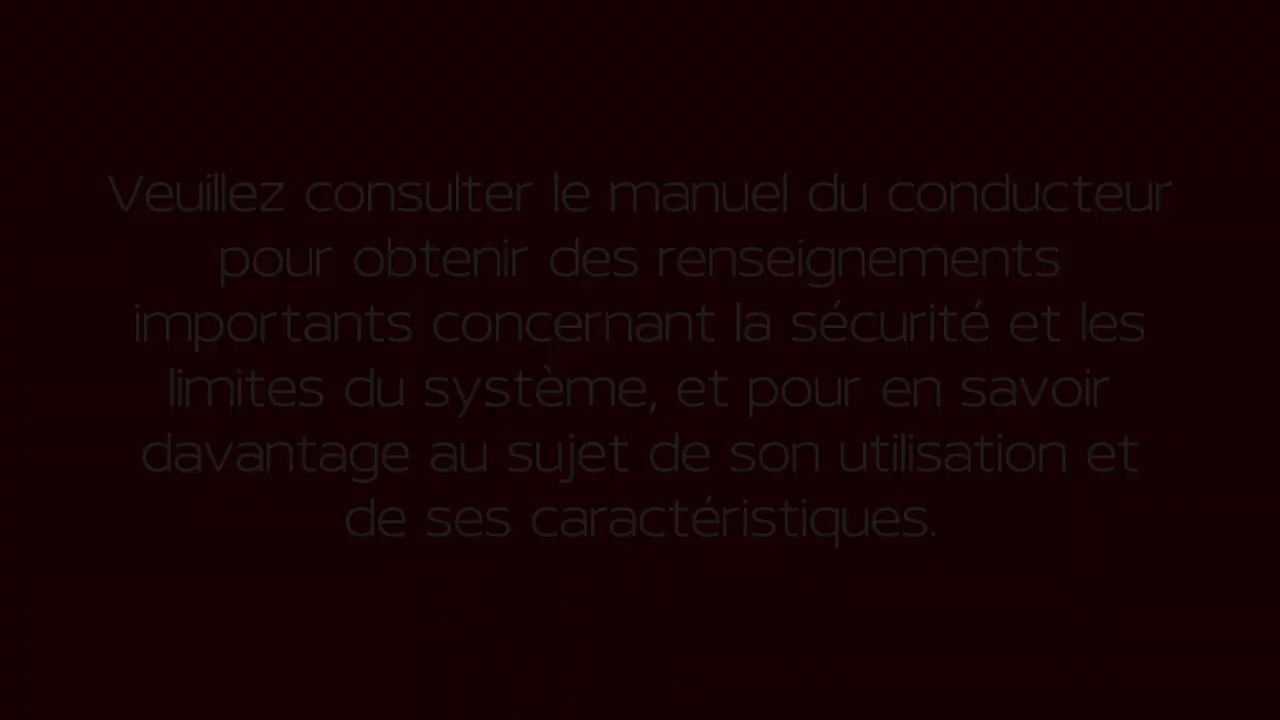 Veuillez consulter le manuel du conducteur
pour obtenir des renseignements
importants concernant la sécurité et les
limites du système, et pour en savoir
davantage au sujet de son utilisation et
de ses caractéristiques.